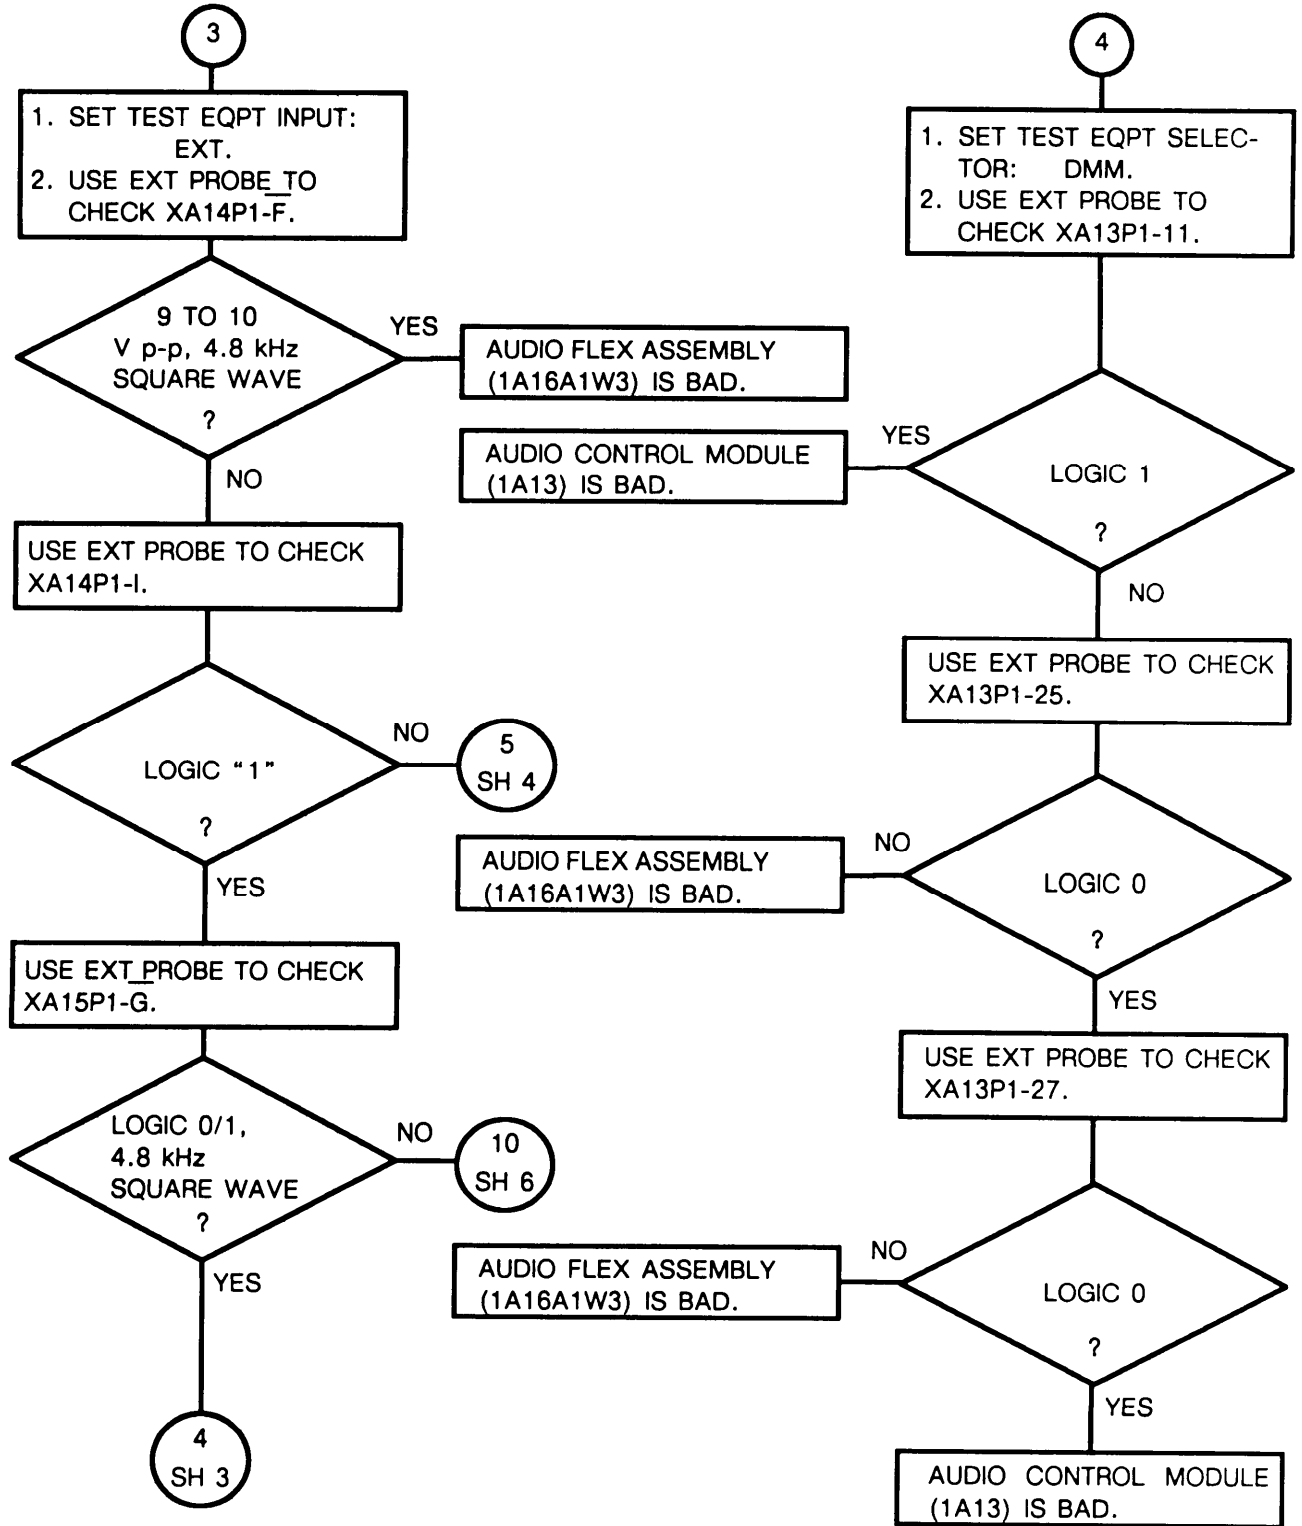 3
1. SET TEST EQPT INPUT:
EXT.
2. USE EXT PROBE TO
CHECK XA14P1-F̅.
9 TO 10
V p-p, 4.8 kHz
SQUARE WAVE
?
YES
AUDIO FLEX ASSEMBLY
(1A16A1W3) IS BAD.
NO
USE EXT PROBE TO CHECK
XA14P1-I.
LOGIC “1”
?
NO
5
SH 4
YES
USE EXT PROBE TO CHECK
XA15P1-G̅.
LOGIC 0/1,
4.8 kHz
SQUARE WAVE
?
NO
10
SH 6
YES
4
SH 3
4
1. SET TEST EQPT SELEC-
TOR: DMM.
2. USE EXT PROBE TO
CHECK XA13P1-11.
LOGIC 1
?
YES
AUDIO CONTROL MODULE
(1A13) IS BAD.
NO
USE EXT PROBE TO CHECK
XA13P1-25.
LOGIC 0
?
NO
AUDIO FLEX ASSEMBLY
(1A16A1W3) IS BAD.
YES
USE EXT PROBE TO CHECK
XA13P1-27.
LOGIC 0
?
NO
AUDIO FLEX ASSEMBLY
(1A16A1W3) IS BAD.
YES
AUDIO CONTROL MODULE
(1A13) IS BAD.